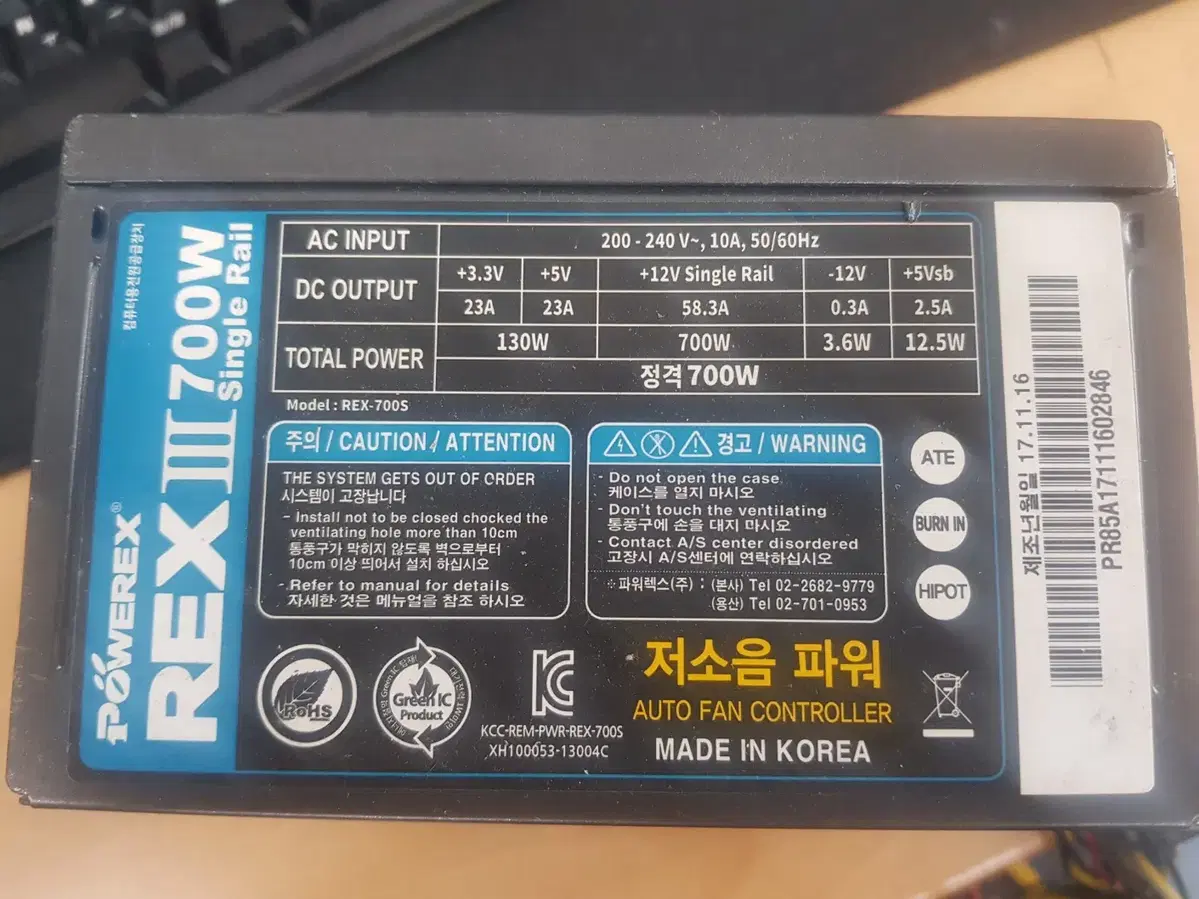 컴퓨터용전원공급장치
POWEREX®
REX III 700W
Single Rail
AC INPUT 200 - 240 V~, 10A, 50/60Hz
DC OUTPUT +3.3V +5V +12V Single Rail -12V +5Vsb
23A 23A 58.3A 0.3A 2.5A
TOTAL POWER 130W 700W 3.6W 12.5W
정격 700W
Model : REX-700S
주의 / CAUTION / ATTENTION
THE SYSTEM GETS OUT OF ORDER
시스템이 고장납니다
- Install not to be closed chocked the
ventilating hole more than 10cm
통풍구가 막히지 않도록 벽으로부터
10cm 이상 띄어서 설치 하십시오
- Refer to manual for details
자세한 것은 메뉴얼을 참조 하시오
경고 / WARNING
- Do not open the case
케이스를 열지 마시오
- Don't touch the ventilating
통풍구에 손을 대지 마시오
- Contact A/S center disordered
고장시 A/S센터에 연락하십시오
※파워렉스(주) : (본사) Tel 02-2682-9779
(용산) Tel 02-701-0953
ATE
BURN IN
HIPOT
RoHS
Green IC
Product
KCC-REM-PWR-REX-700S
XH100053-13004C
저소음 파워
AUTO FAN CONTROLLER
MADE IN KOREA
제조년월일 17.11.16
PR85A17111602846